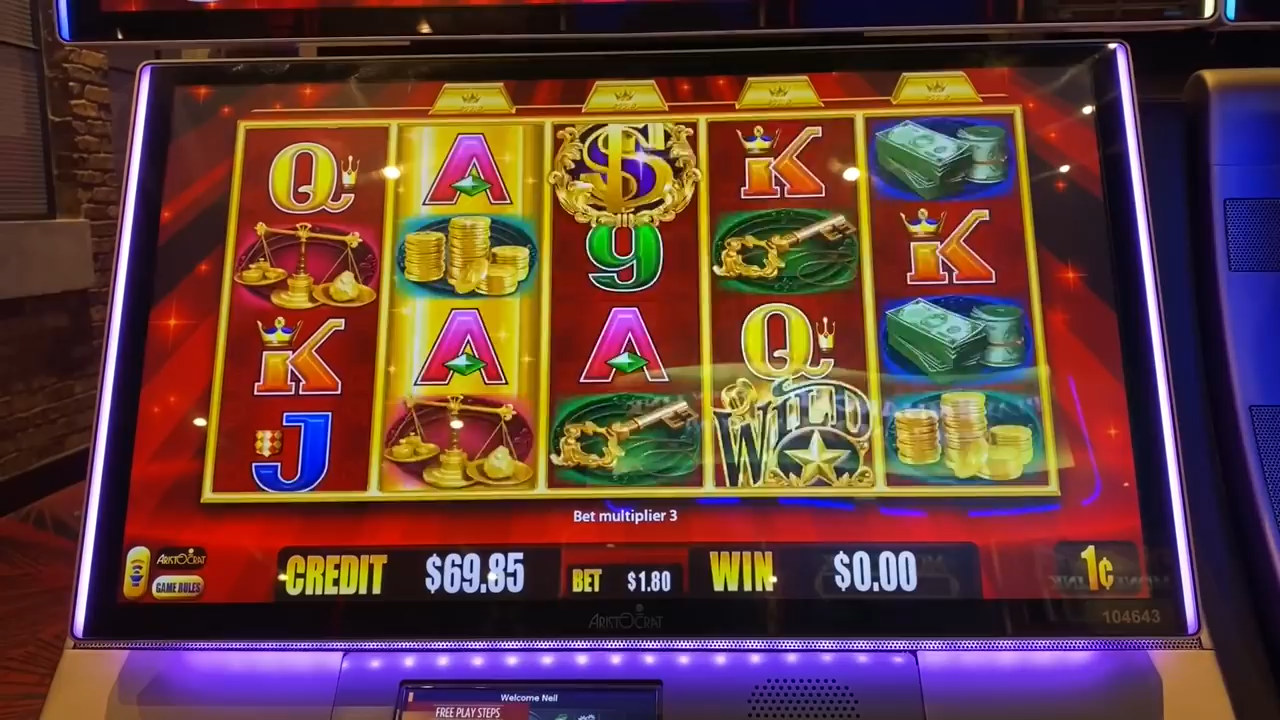 Q A $ K
9 K
K A A Q
J WILD
Bet multiplier 3
ARISTOCRAT
GAME RULES
CREDIT $69.85 BET $1.80 WIN $0.00 1¢
ARISTOCRAT
104643
Welcome Neil
FREE PLAY STEPS